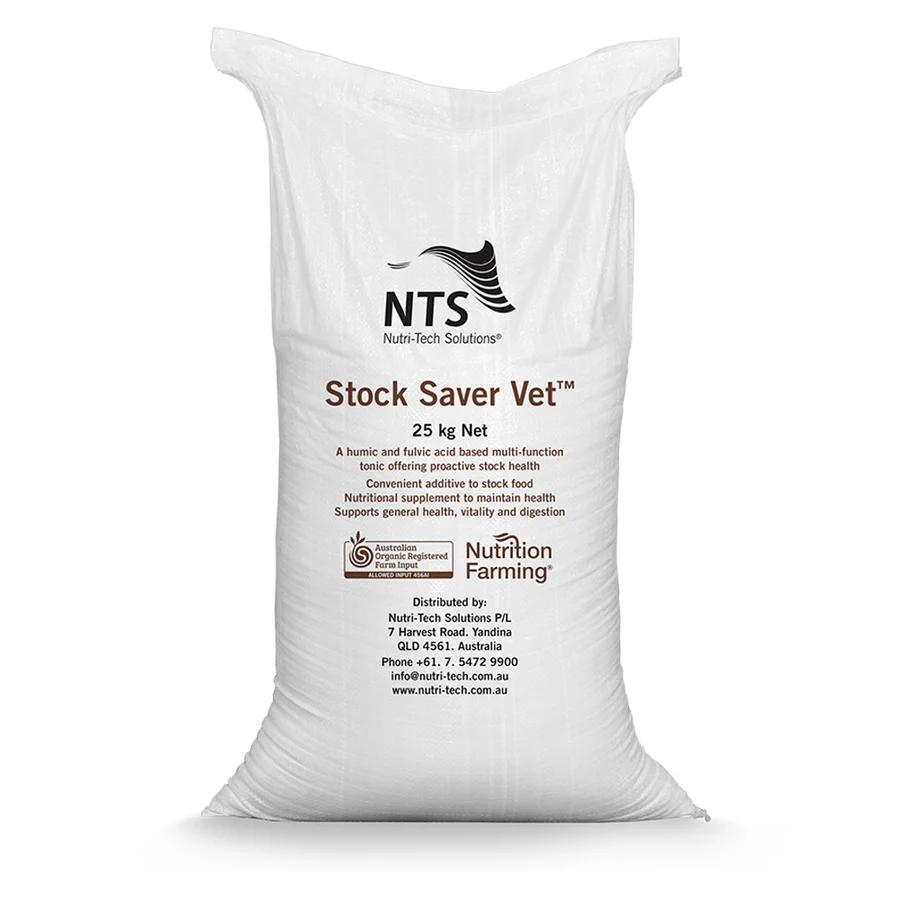 NTS
Nutri-Tech Solutions®
Stock Saver Vet™
25 kg Net
A humic and fulvic acid based multi-function
tonic offering proactive stock health
Convenient additive to stock food
Nutritional supplement to maintain health
Supports general health, vitality and digestion
Australian
Organic Registered
Farm Input
ALLOWED INPUT 456AI
Nutrition
Farming®
Distributed by:
Nutri-Tech Solutions P/L
7 Harvest Road. Yandina
QLD 4561. Australia
Phone +61. 7. 5472 9900
info@nutri-tech.com.au
www.nutri-tech.com.au